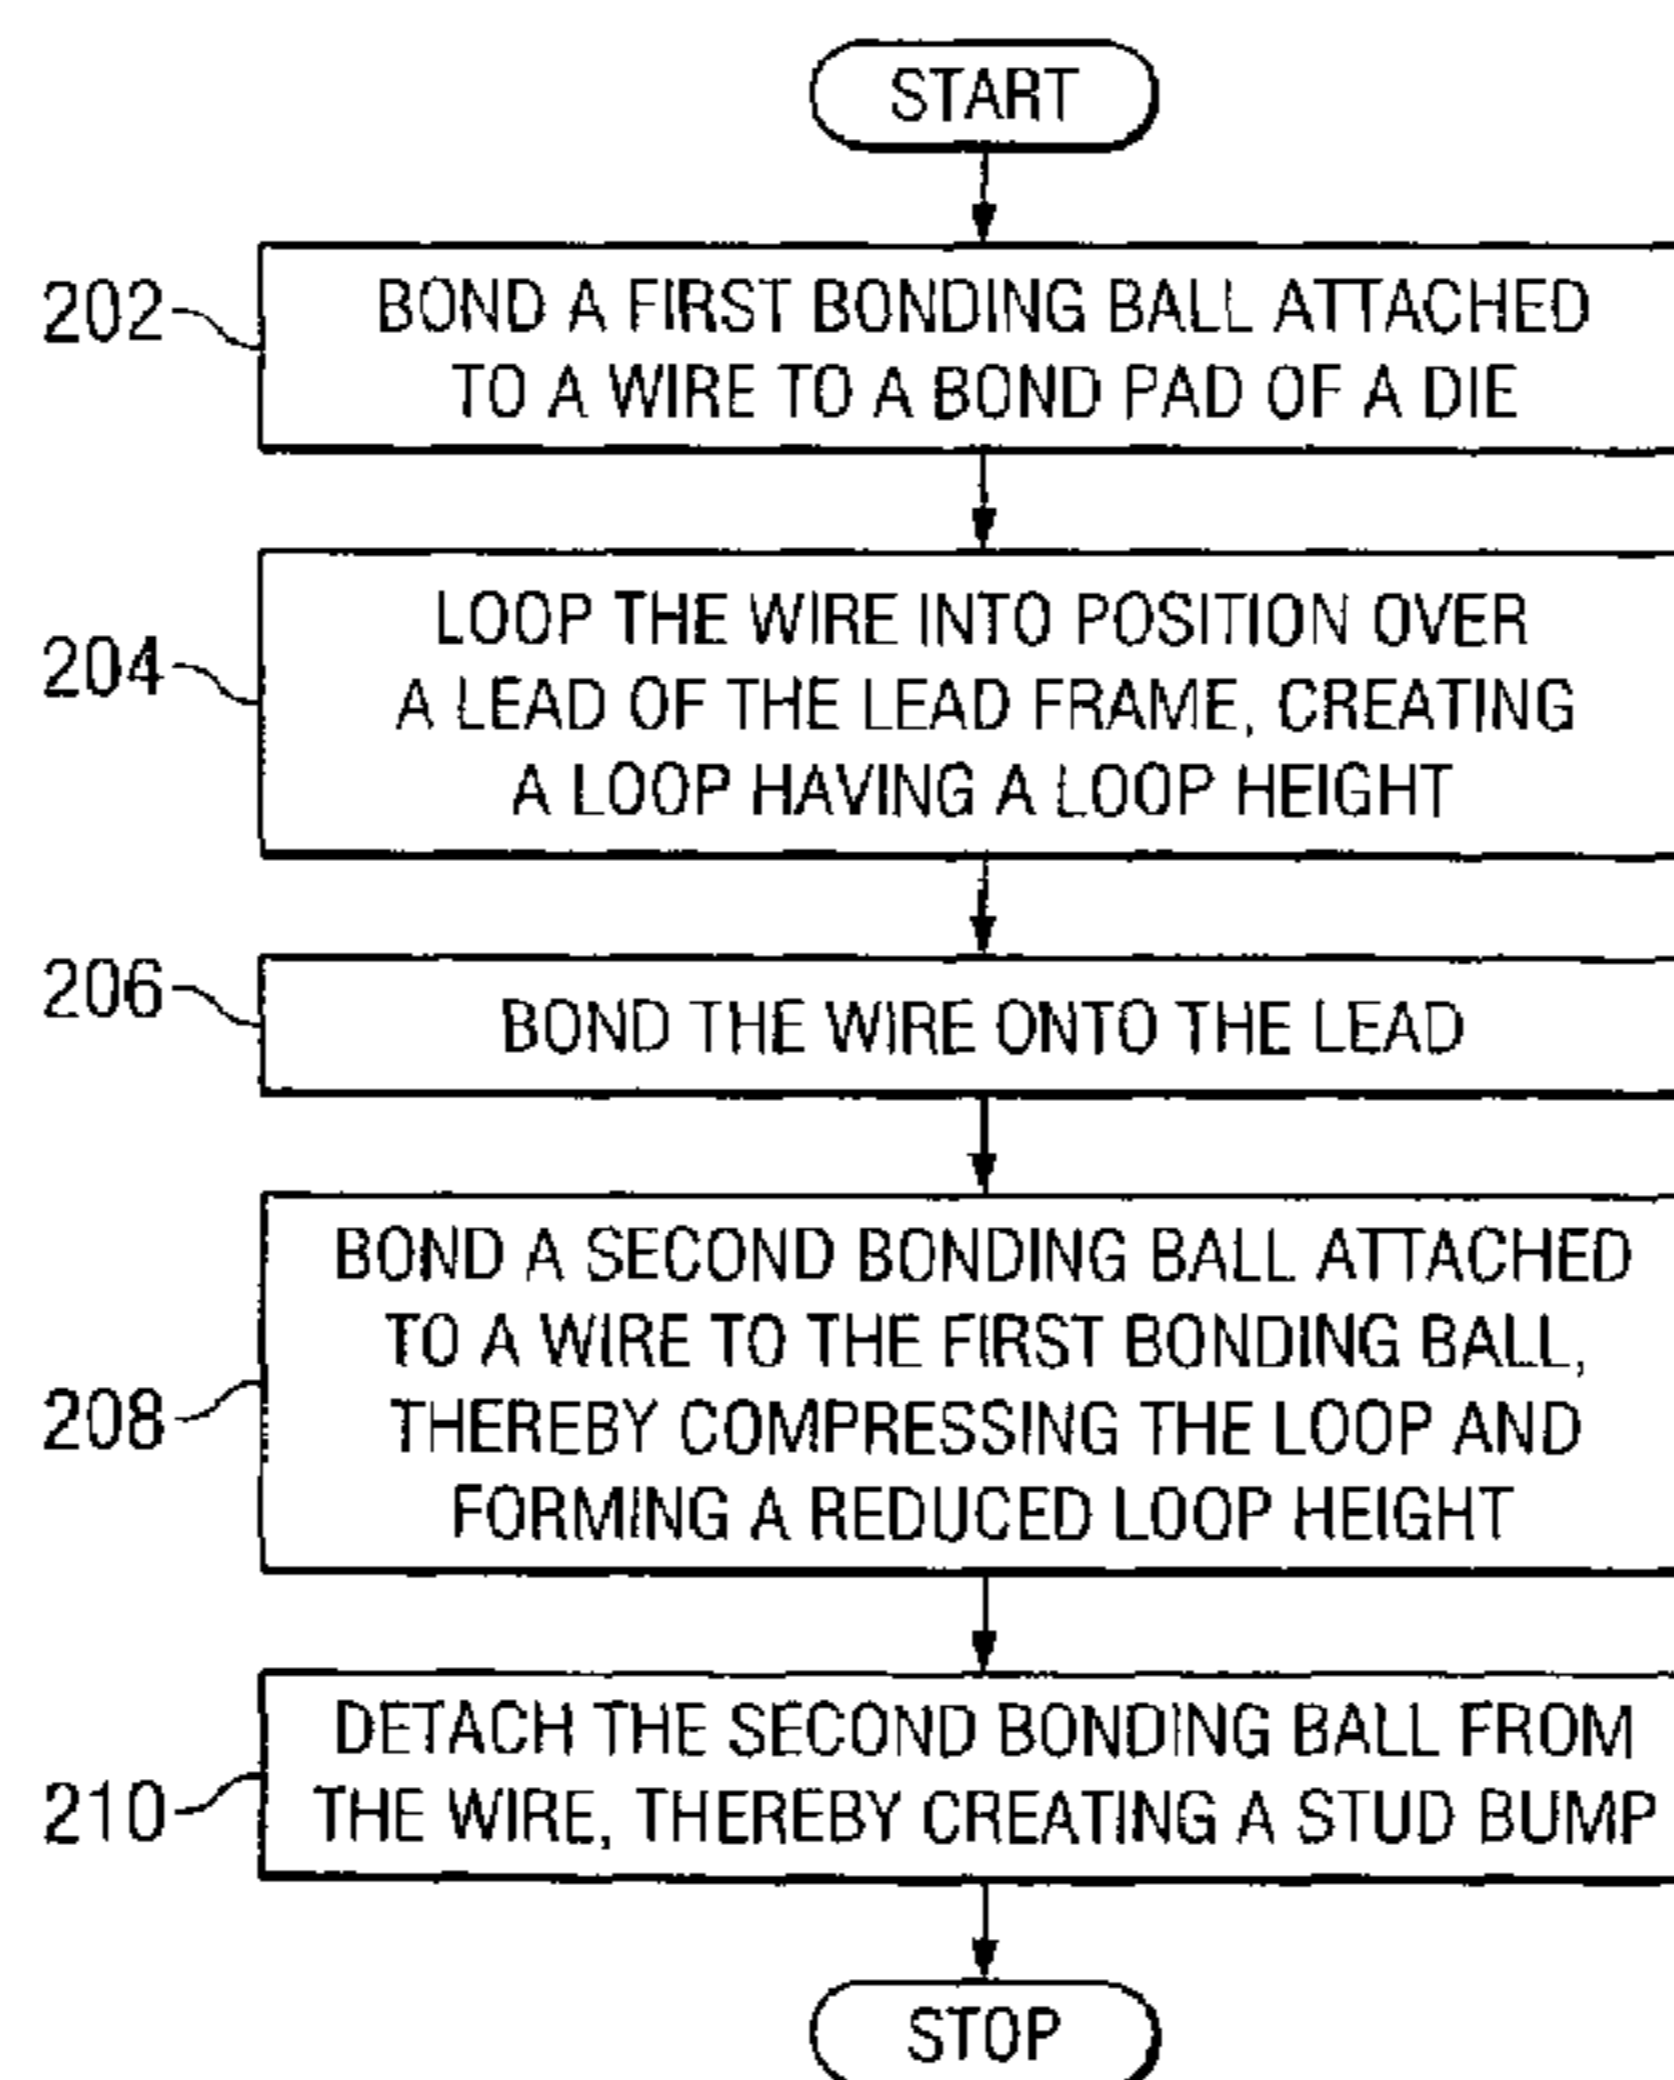 START
202
BOND A FIRST BONDING BALL ATTACHED
TO A WIRE TO A BOND PAD OF A DIE
204
LOOP THE WIRE INTO POSITION OVER
A LEAD OF THE LEAD FRAME, CREATING
A LOOP HAVING A LOOP HEIGHT
206
BOND THE WIRE ONTO THE LEAD
208
BOND A SECOND BONDING BALL ATTACHED
TO A WIRE TO THE FIRST BONDING BALL,
THEREBY COMPRESSING THE LOOP AND
FORMING A REDUCED LOOP HEIGHT
210
DETACH THE SECOND BONDING BALL FROM
THE WIRE, THEREBY CREATING A STUD BUMP
STOP